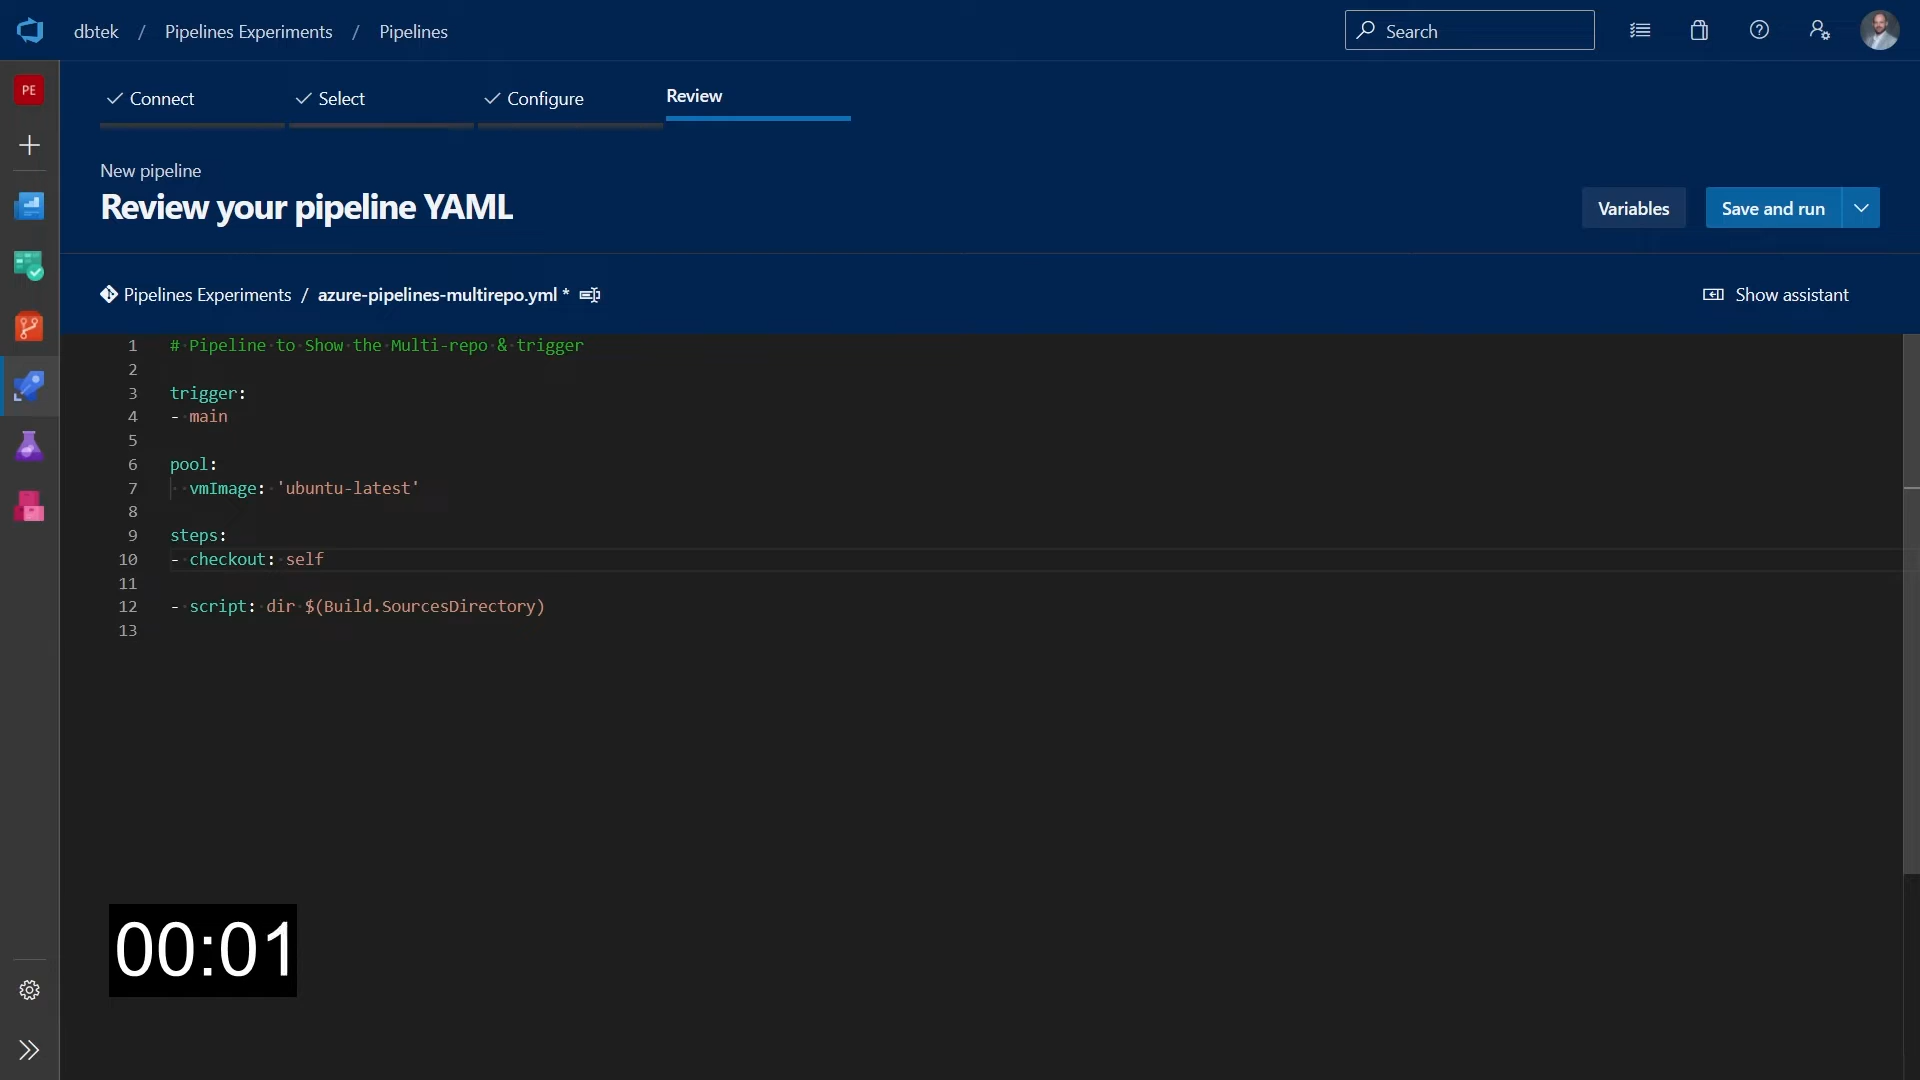 dbtek / Pipelines Experiments / Pipelines
Search
PE
Connect
Select
Configure
Review
New pipeline
Review your pipeline YAML
Variables
Save and run
Pipelines Experiments / azure-pipelines-multirepo.yml *
Show assistant
1 # Pipeline to Show the Multi-repo & trigger
2
3 trigger:
4 - main
5
6 pool:
7 vmImage: 'ubuntu-latest'
8
9 steps:
10 - checkout: self
11
12 - script: dir $(Build.SourcesDirectory)
13
00:01